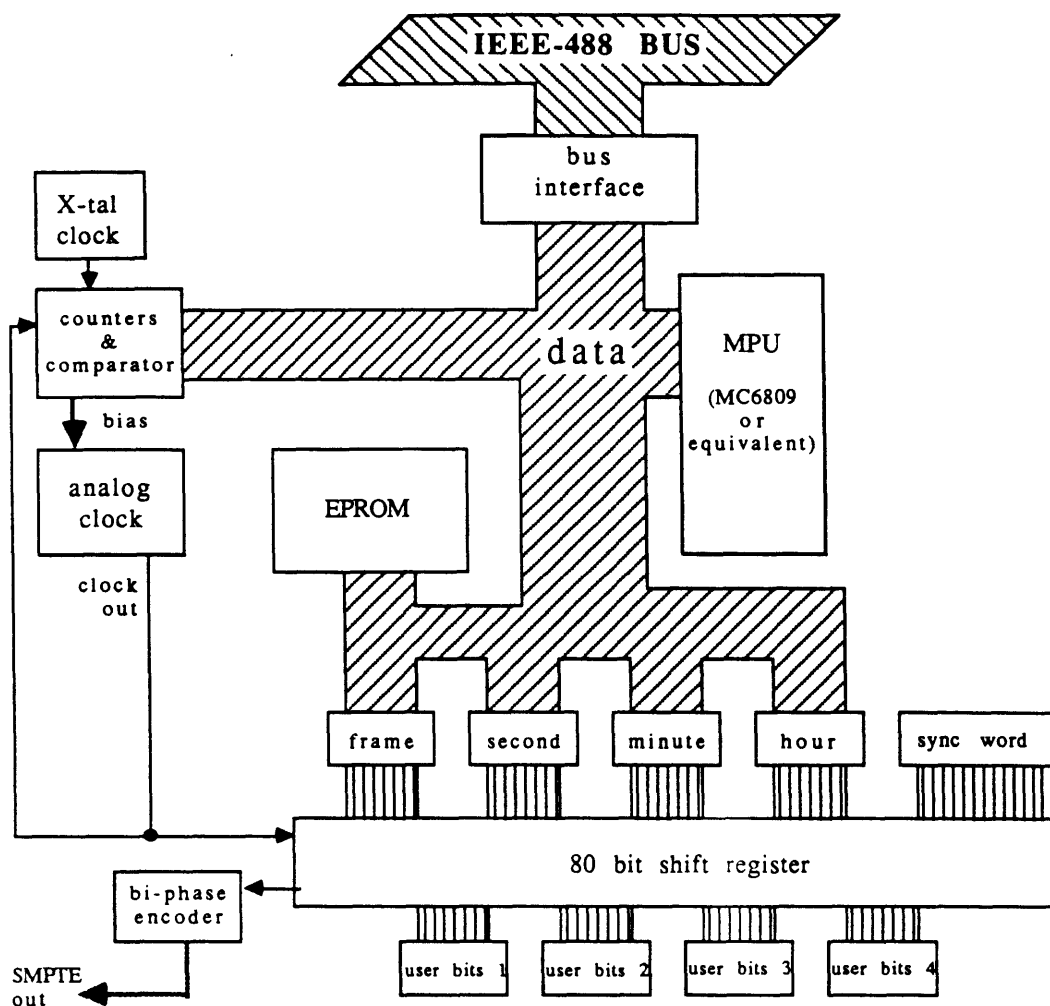 IEEE-488 BUS
bus
interface
X-tal
clock
counters
&
comparator
data
MPU
(MC6809
or
equivalent)
bias
analog
clock
EPROM
clock
out
frame
second
minute
hour
sync word
80 bit shift register
bi-phase
encoder
user bits 1
user bits 2
user bits 3
user bits 4
SMPTE
out